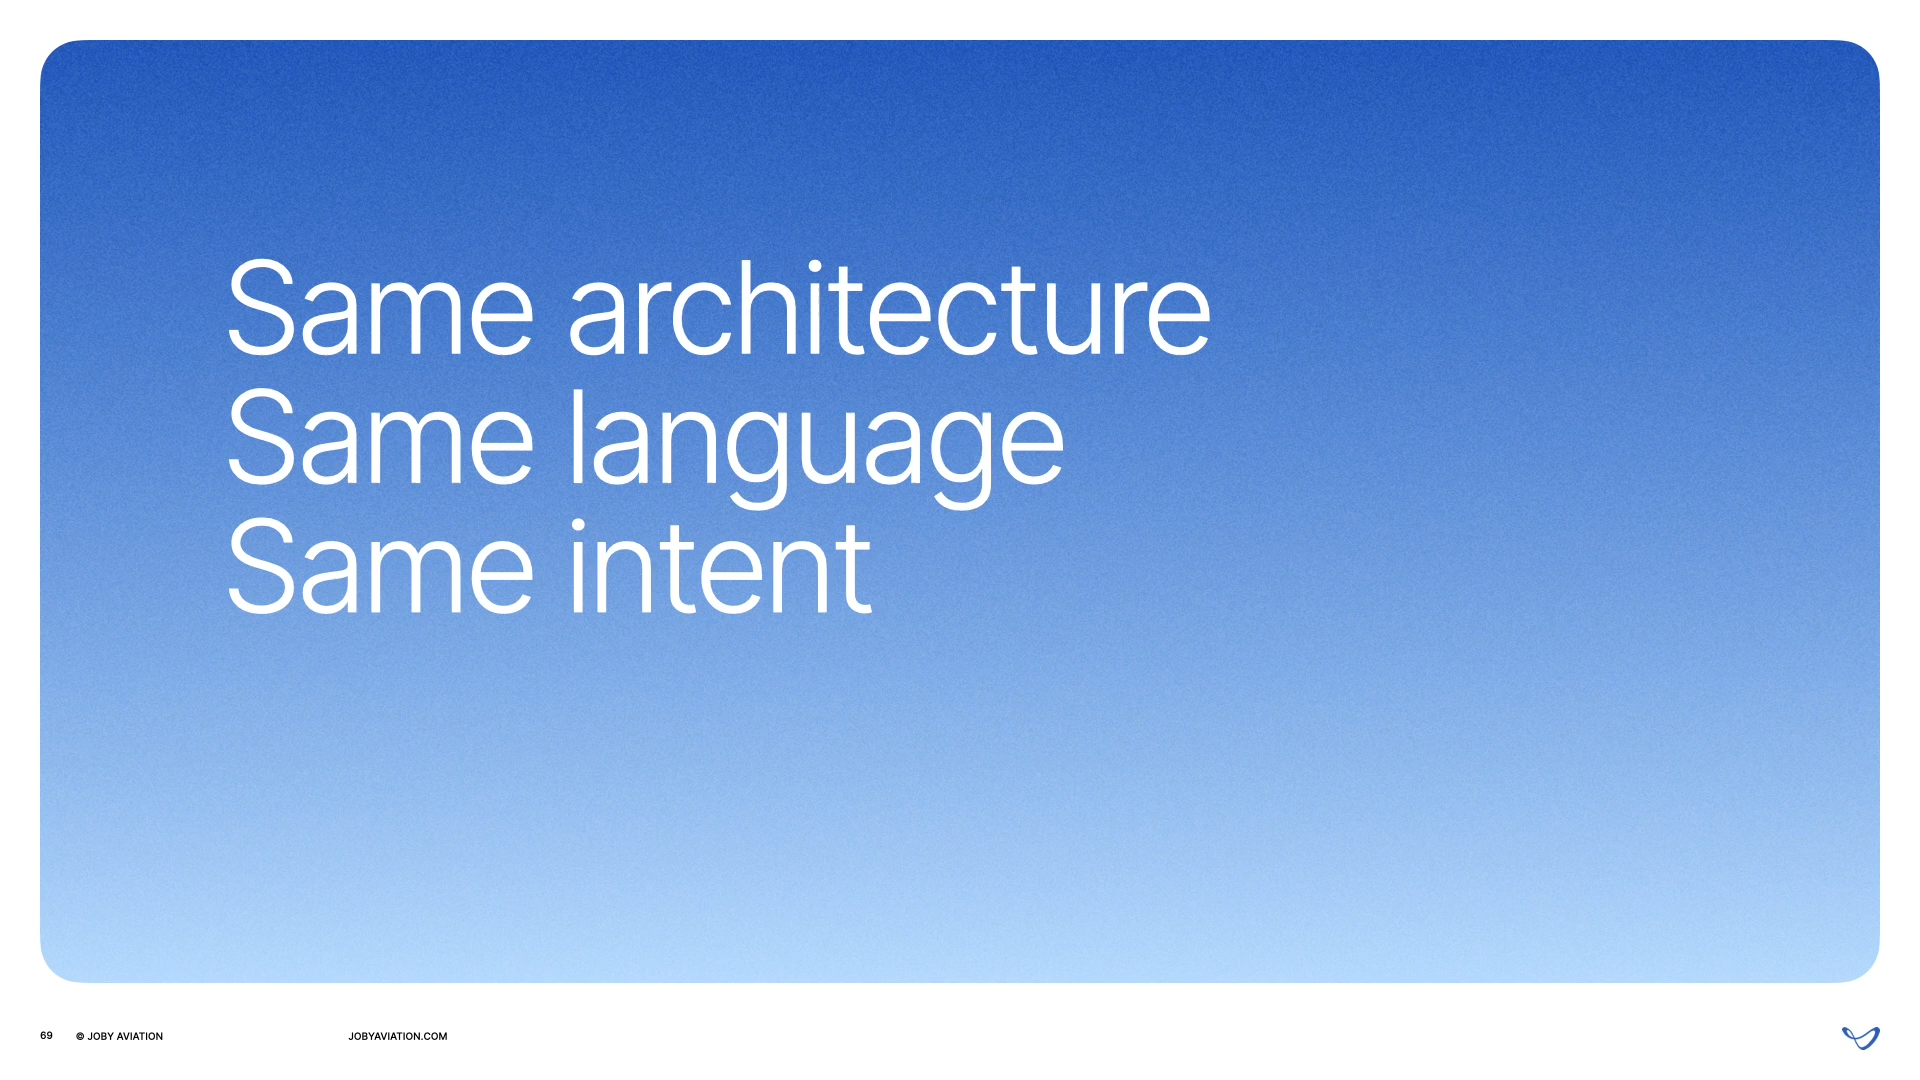 Same architecture
Same language
Same intent
69 © JOBY AVIATION JOBYAVIATION.COM